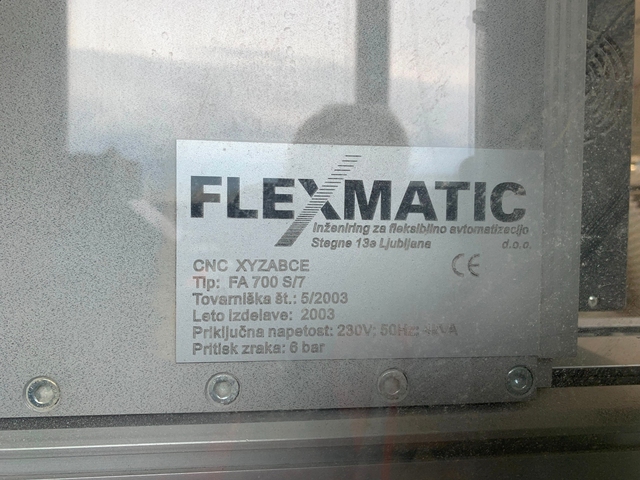 FLEXMATIC
Inženiring za fleksibilno avtomatizacijo
Stegne 13e Ljubljana d.o.o.
CNC XYZABCE CE
Tip: FA 700 S/7
Tovarniška št.: 5/2003
Leto izdelave: 2003
Priključna napetost: 230V; 50Hz;
Pritisk zraka: 6 bar